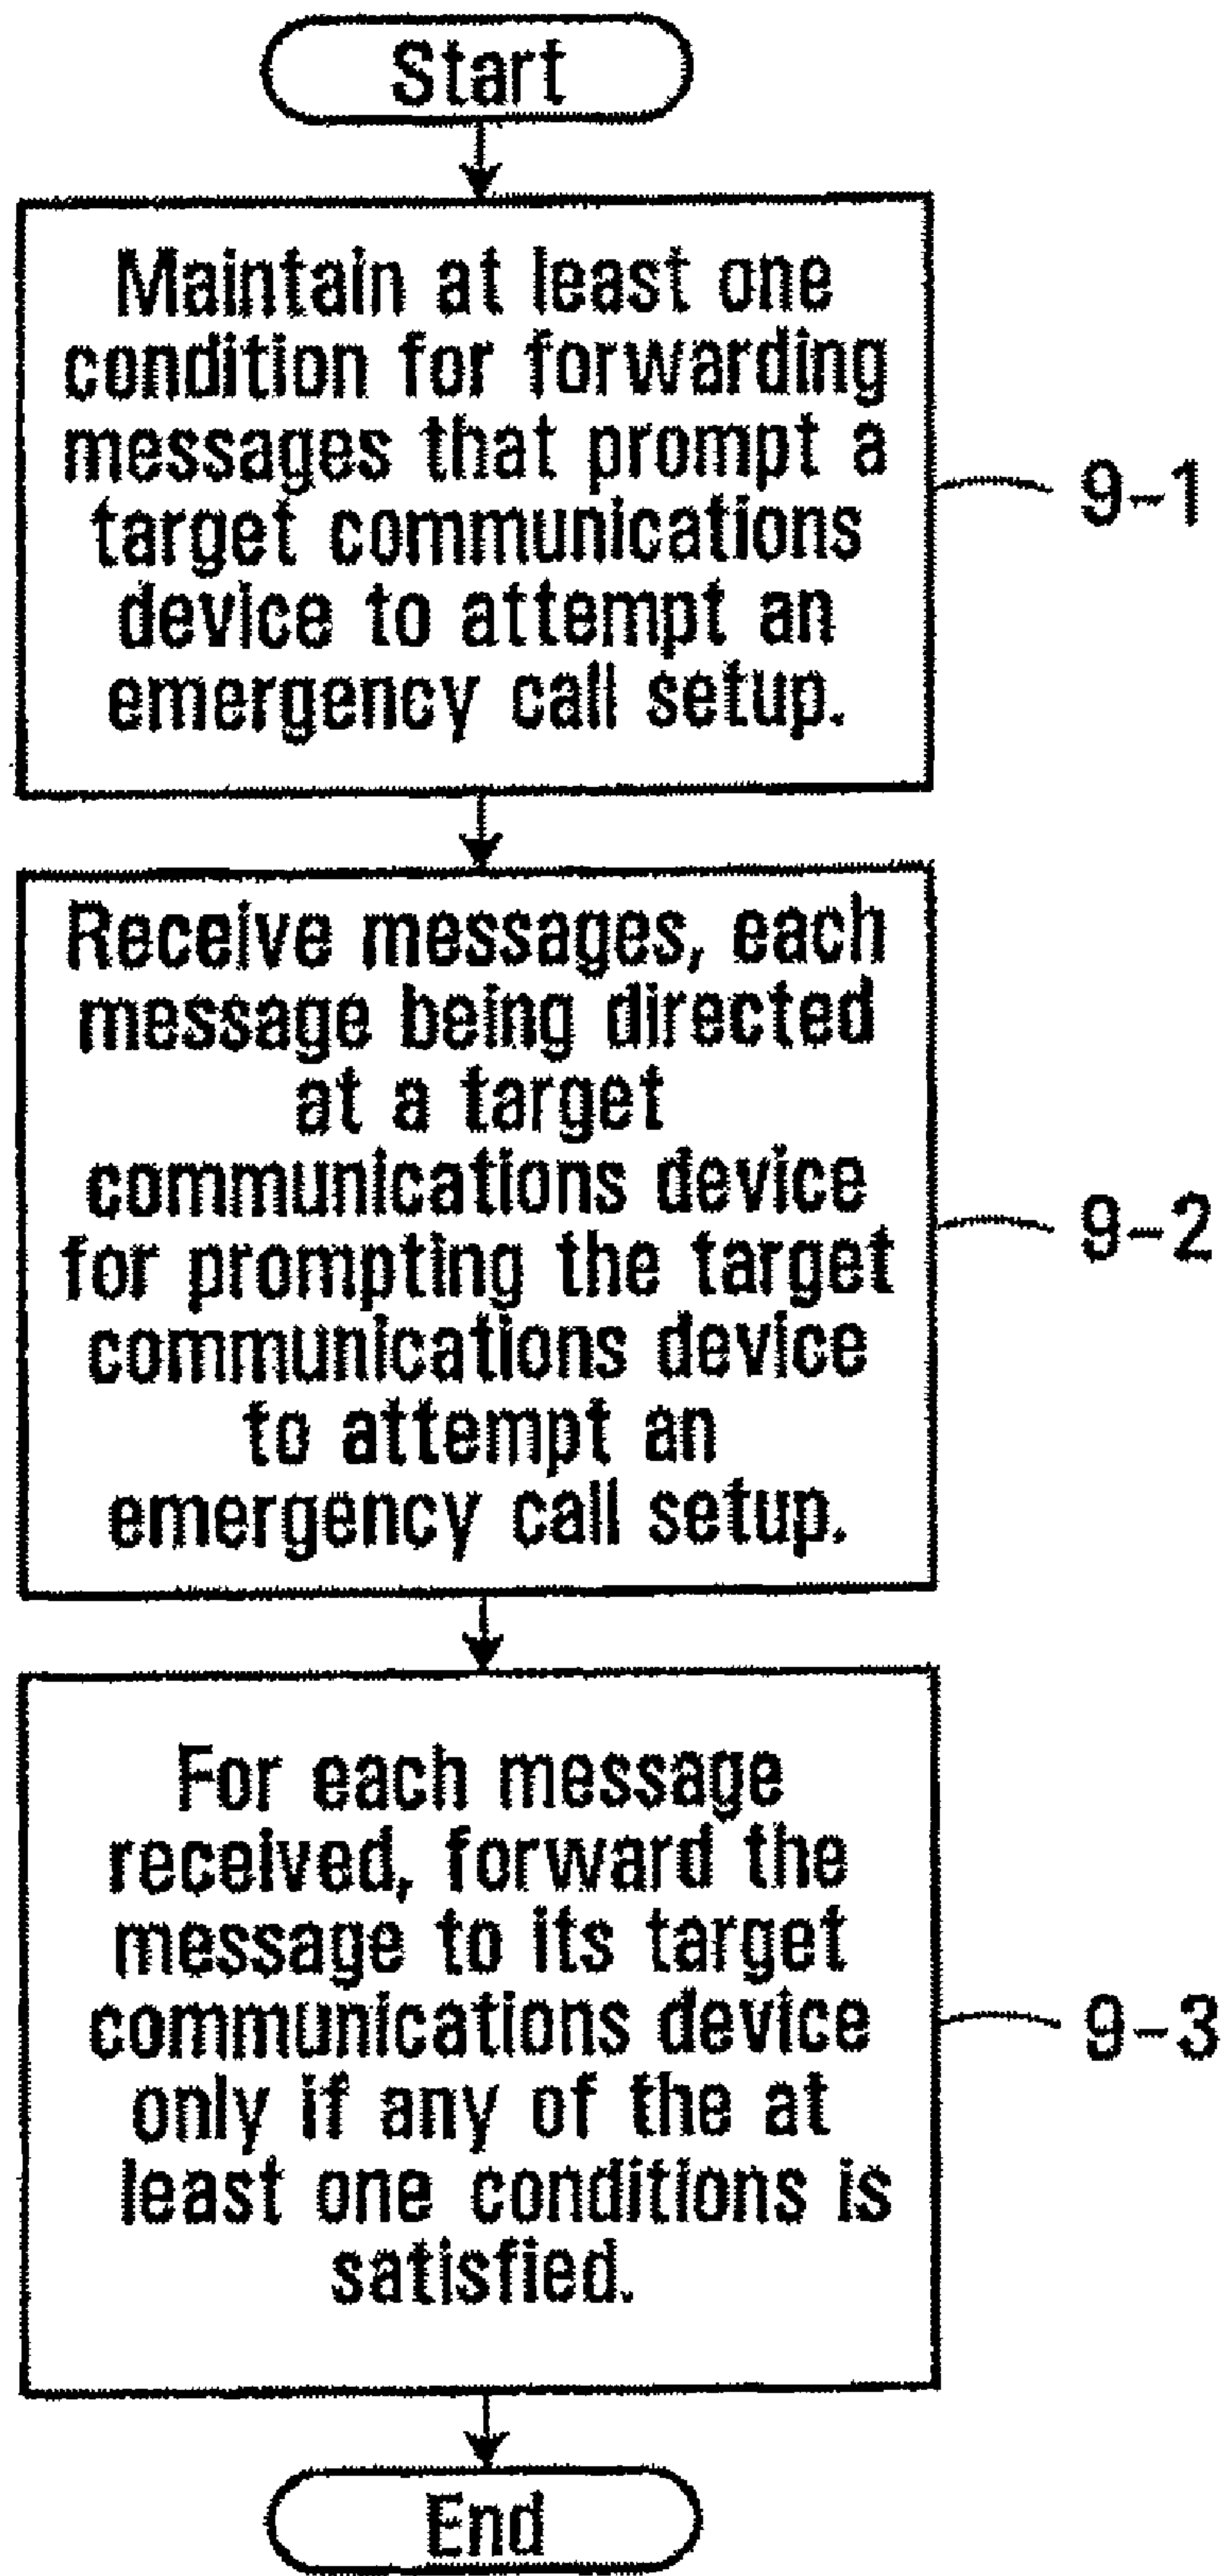 Start
Maintain at least one
condition for forwarding
messages that prompt a
target communications
device to attempt an
emergency call setup.
9-1
Receive messages, each
message being directed
at a target
communications device
for prompting the target
communications device
to attempt an
emergency call setup.
9-2
For each message
received, forward the
message to its target
communications device
only if any of the at
least one conditions is
satisfied.
9-3
End